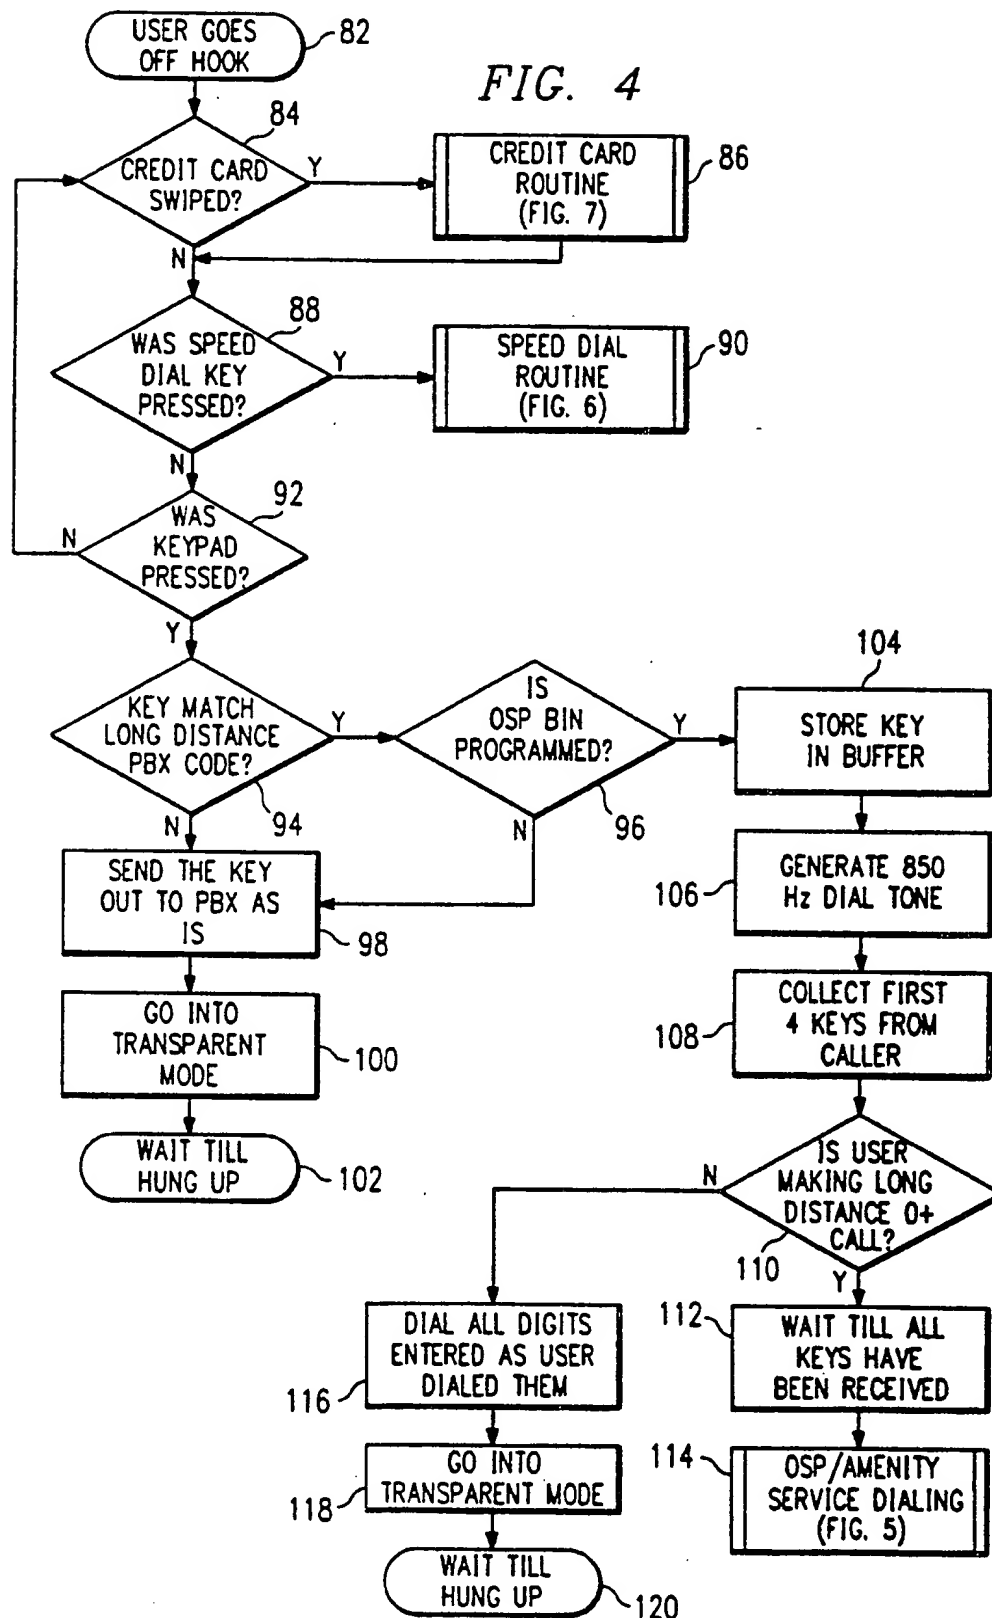 USER GOES
OFF HOOK
82
FIG. 4
84
CREDIT CARD
SWIPED?
Y
CREDIT CARD
ROUTINE
(FIG. 7)
86
N
88
WAS SPEED
DIAL KEY
PRESSED?
Y
SPEED DIAL
ROUTINE
(FIG. 6)
90
N
92
WAS
KEYPAD
PRESSED?
N
Y
KEY MATCH
LONG DISTANCE
PBX CODE?
Y
94
N
IS
OSP BIN
PROGRAMMED?
Y
96
N
104
STORE KEY
IN BUFFER
SEND THE KEY
OUT TO PBX AS
IS
98
GENERATE 850
Hz DIAL TONE
106
GO INTO
TRANSPARENT
MODE
100
COLLECT FIRST
4 KEYS FROM
CALLER
108
WAIT TILL
HUNG UP
102
IS USER
MAKING LONG
DISTANCE 0+
CALL?
N
110
Y
DIAL ALL DIGITS
ENTERED AS USER
DIALED THEM
116
112
WAIT TILL ALL
KEYS HAVE
BEEN RECEIVED
GO INTO
TRANSPARENT MODE
118
114
OSP/AMENITY
SERVICE DIALING
(FIG. 5)
WAIT TILL
HUNG UP
120